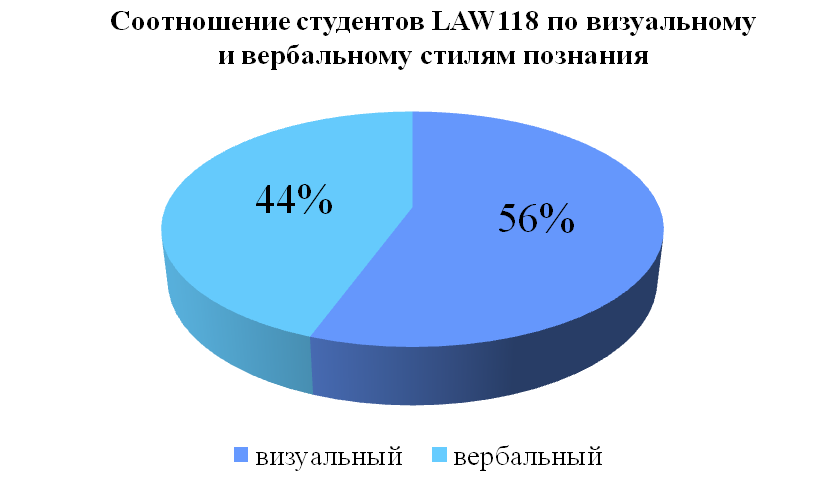 Соотношение студентов LAW118 по визуальному
и вербальному стилям познания
44%
56%
визуальный
вербальный